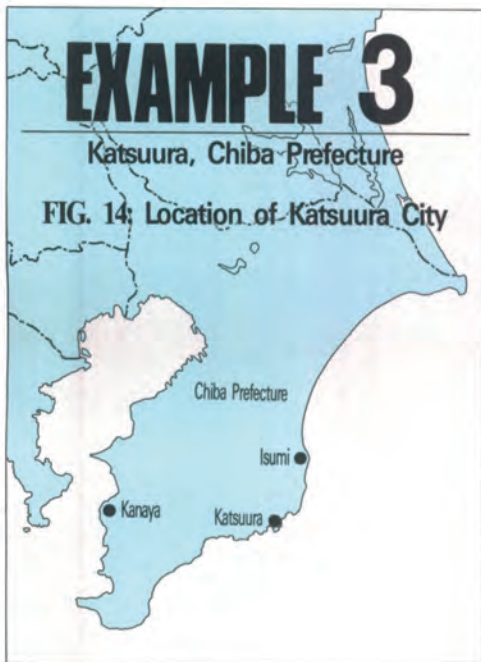 EXAMPLE 3
Katsuura, Chiba Prefecture
FIG. 14: Location of Katsuura City
Chiba Prefecture
Isumi
Kanaya
Katsuura